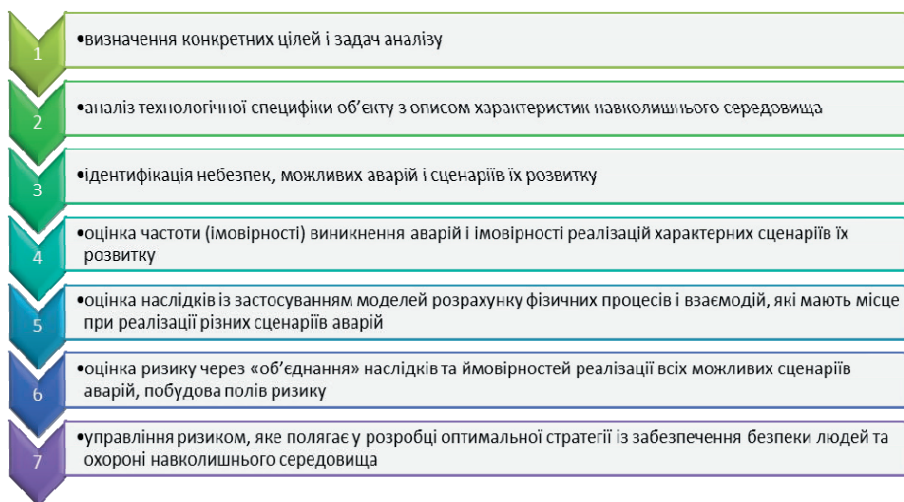 1
•визначення конкретних цілей і задач аналізу
2
•аналіз технологічної специфіки об’єкту з описом характеристик навколишнього середовища
3
•ідентифікація небезпек, можливих аварій і сценаріїв їх розвитку
4
•оцінка частоти (імовірності) виникнення аварій і імовірності реалізацій характерних сценаріїв їх
розвитку
5
•оцінка наслідків із застосуванням моделей розрахунку фізичних процесів і взаємодій, які мають місце
при реалізації різних сценаріїв аварій
6
•оцінка ризику через «об’єднання» наслідків та ймовірностей реалізації всіх можливих сценаріїв
аварій, побудова полів ризику
7
•управління ризиком, яке полягає у розробці оптимальної стратегії із забезпечення безпеки людей та
охороні навколишнього середовища